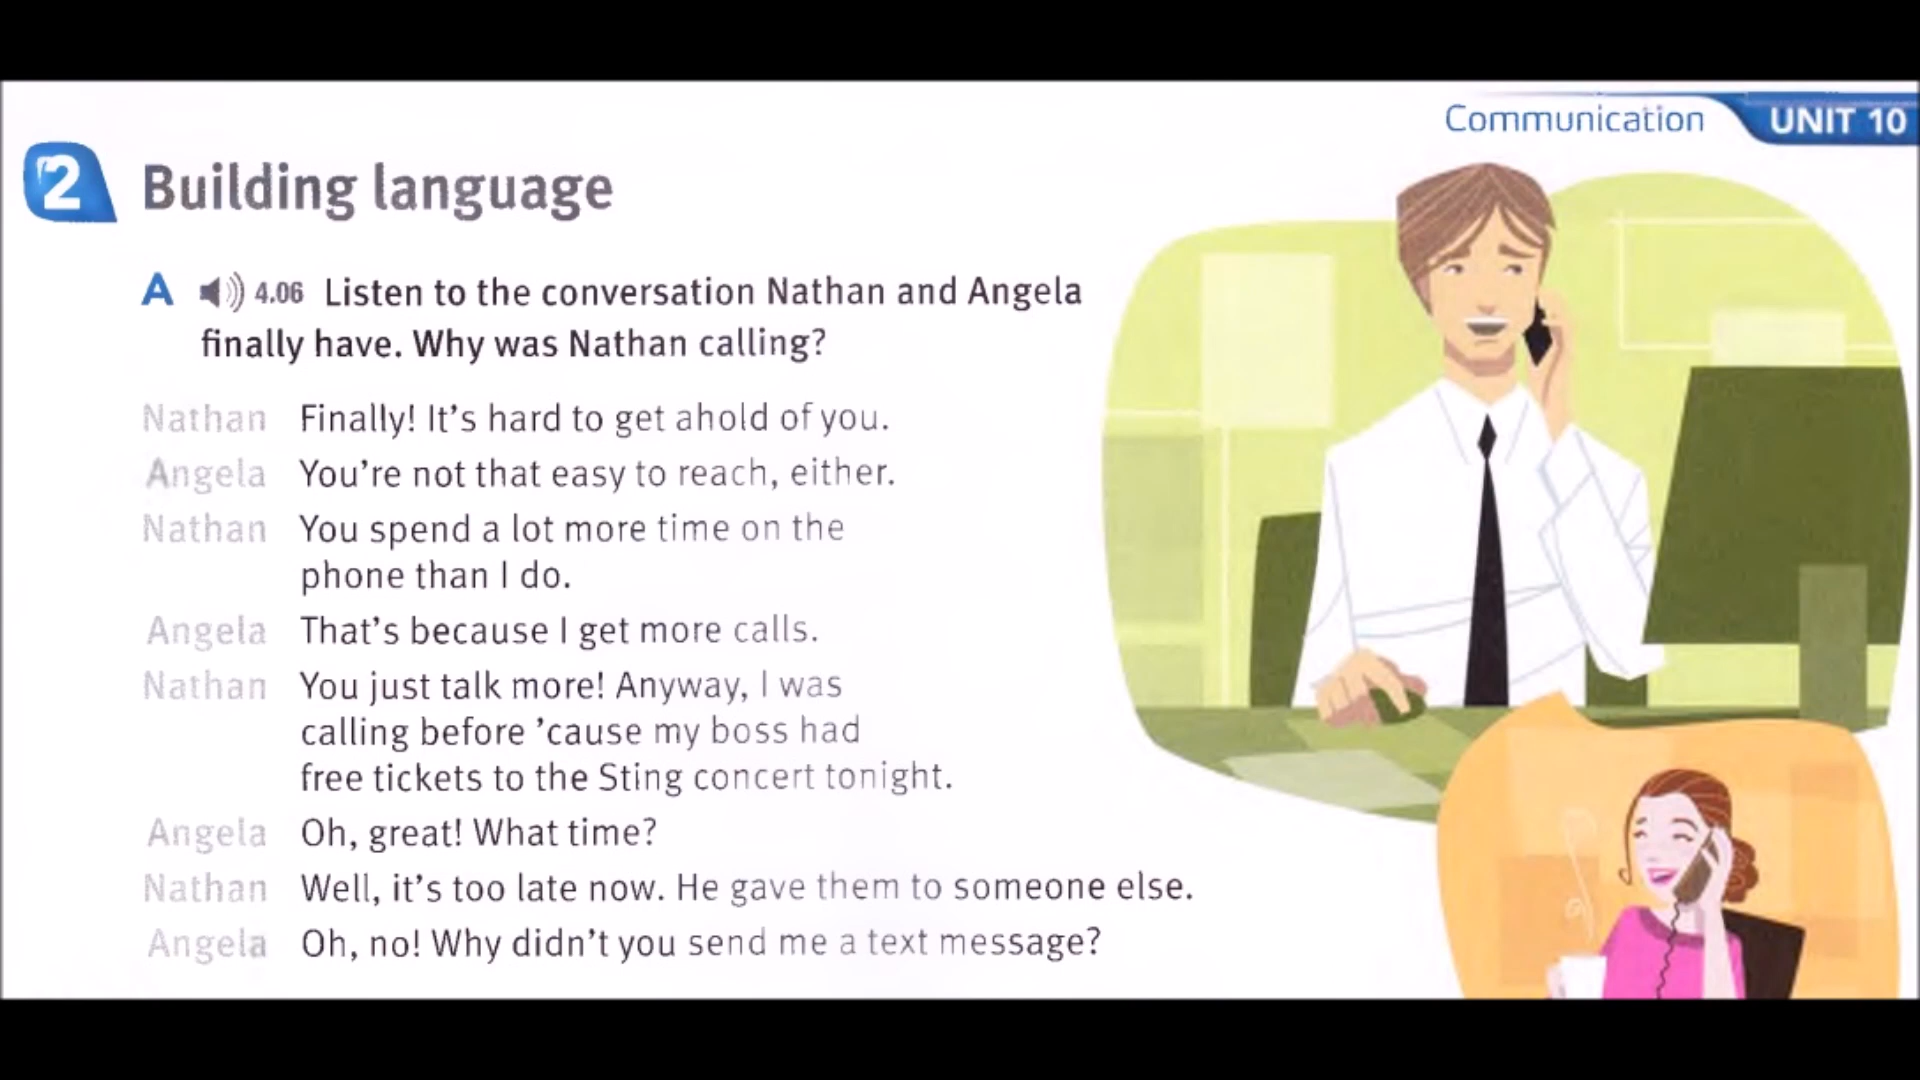 Communication UNIT 10
2 Building language
A 4.06 Listen to the conversation Nathan and Angela
finally have. Why was Nathan calling?
Nathan Finally! It's hard to get ahold of you.
Angela You're not that easy to reach, either.
Nathan You spend a lot more time on the
phone than I do.
Angela That's because I get more calls.
Nathan You just talk more! Anyway, I was
calling before ’cause my boss had
free tickets to the Sting concert tonight.
Angela Oh, great! What time?
Nathan Well, it's too late now. He gave them to someone else.
Angela Oh, no! Why didn't you send me a text message?